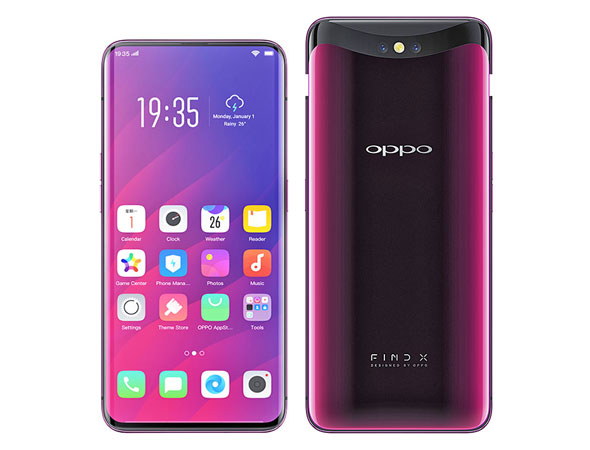 19:35
19:35
Monday, January 1
Rainy 26°
1
26°
Calendar
Clock
Weather
Reader
Game Center
Phone Mana...
Photos
Music
Settings
Theme Store
OPPO AppSt...
Tools
oppo
FIND X
DESIGNED BY OPPO